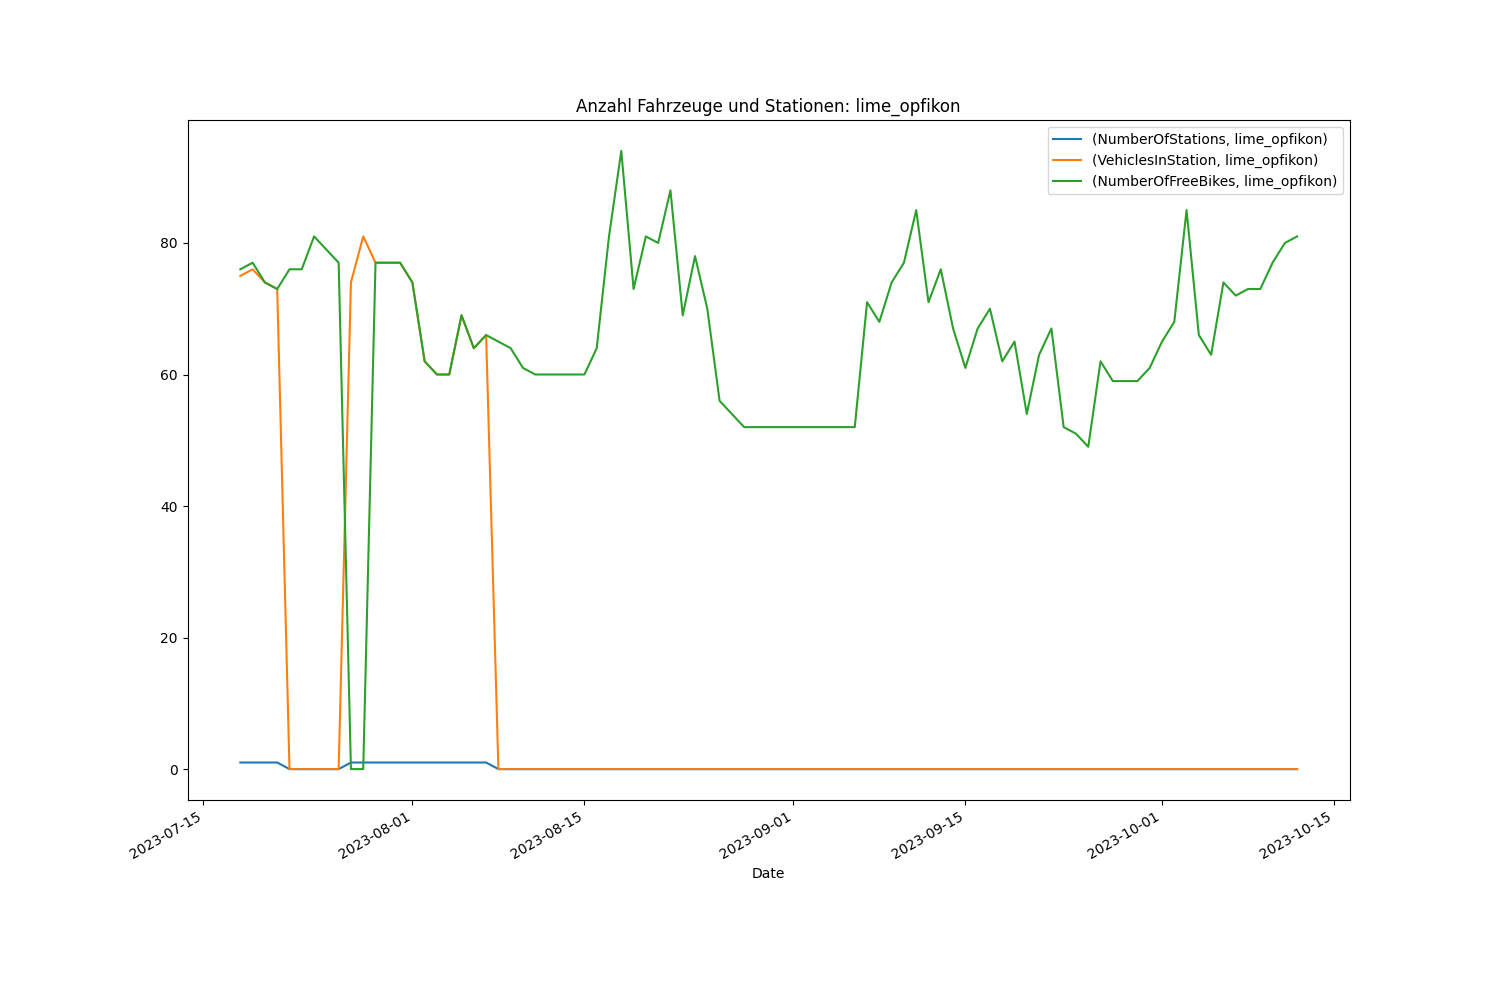 Anzahl Fahrzeuge und Stationen: lime_opfikon
(NumberOfStations, lime_opfikon)
(VehiclesInStation, lime_opfikon)
(NumberOfFreeBikes, lime_opfikon)
80
60
40
20
0
2023-07-15
2023-08-01
2023-08-15
2023-09-01
2023-09-15
2023-10-01
2023-10-15
Date